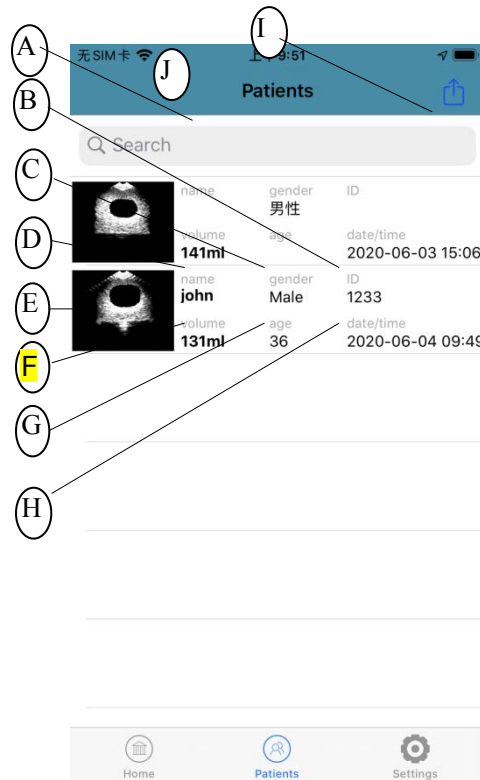 I
A
无SIM卡 9:51
J
Patients
B
Search
C
name gender ID
男性
volume age date/time
141ml 2020-06-03 15:06
D
name gender ID
john Male 1233
E
volume age date/time
131ml 36 2020-06-04 09:49
F
G
H
Home Patients Settings